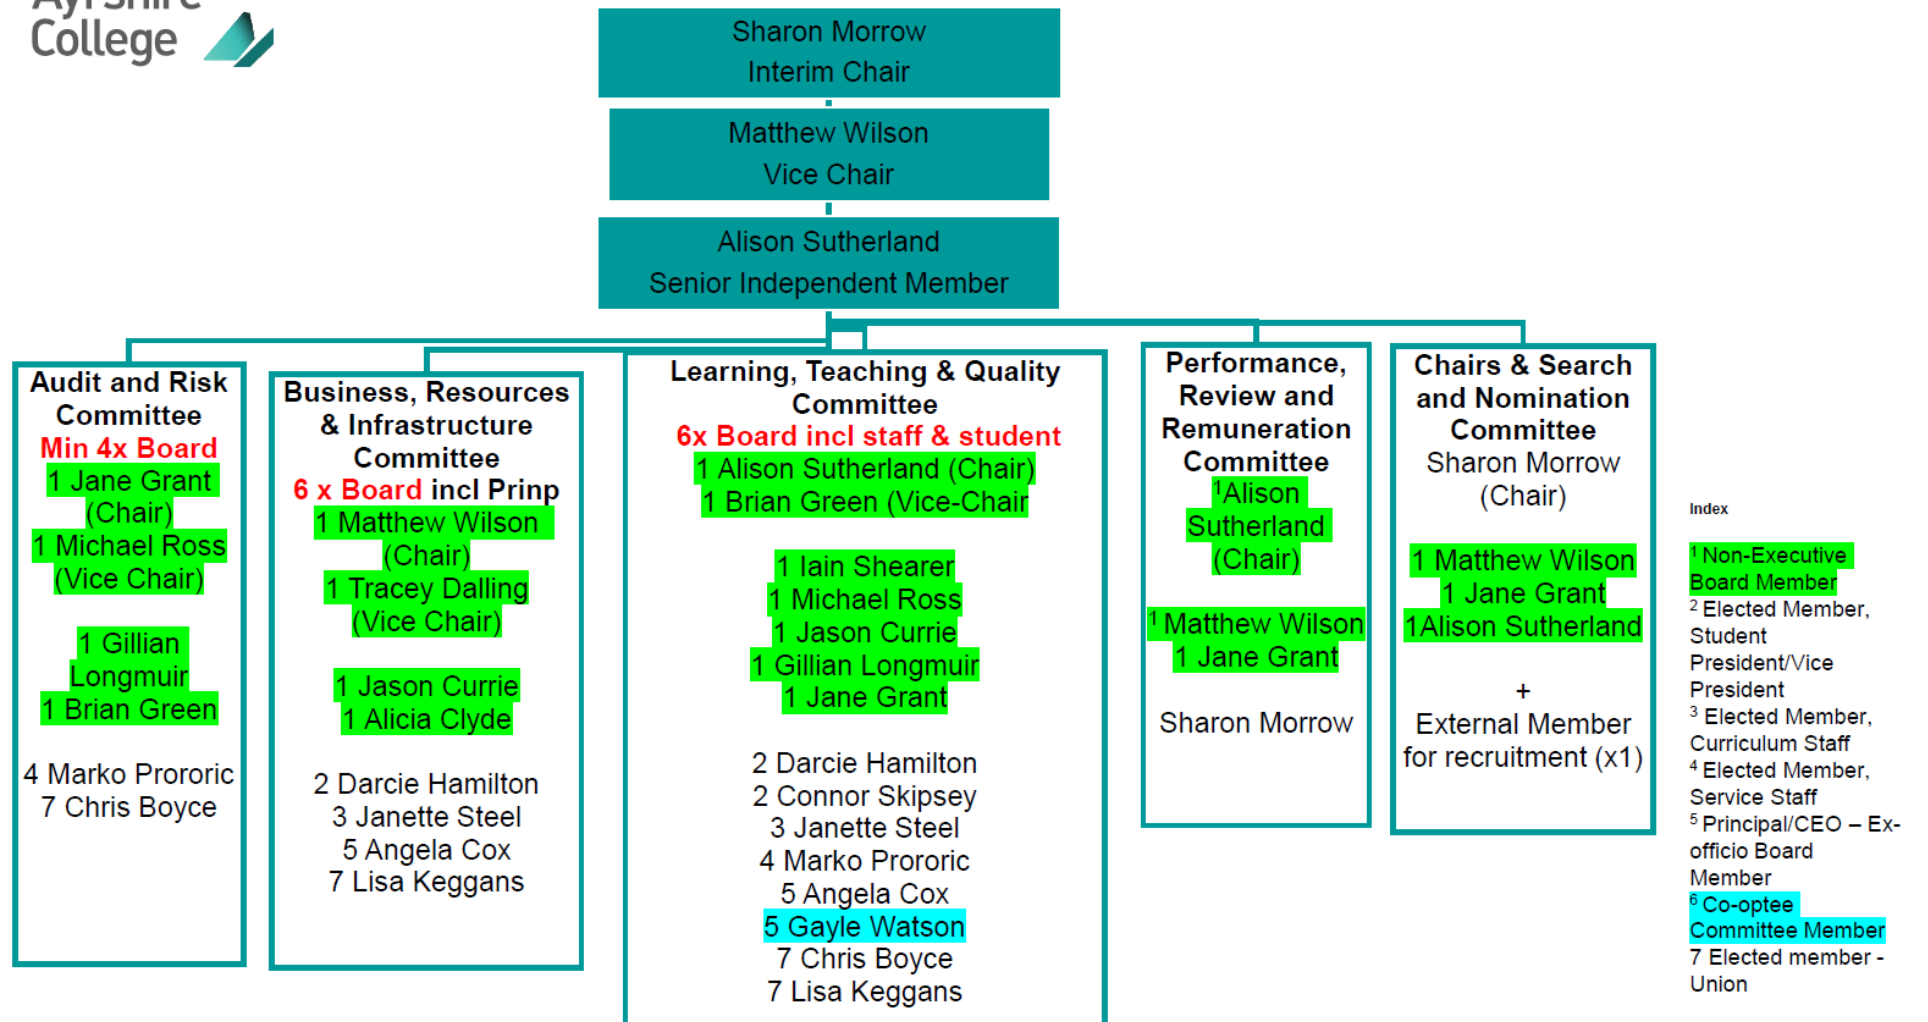 Ayrshire
College
Sharon Morrow
Interim Chair
Matthew Wilson
Vice Chair
Alison Sutherland
Senior Independent Member
Audit and Risk
Committee
Min 4x Board
1 Jane Grant
(Chair)
1 Michael Ross
(Vice Chair)
1 Gillian
Longmuir
1 Brian Green
4 Marko Prororic
7 Chris Boyce
Business, Resources
& Infrastructure
Committee
6 x Board incl Prinp
1 Matthew Wilson
(Chair)
1 Tracey Dalling
(Vice Chair)
1 Jason Currie
1 Alicia Clyde
2 Darcie Hamilton
3 Janette Steel
5 Angela Cox
7 Lisa Keggans
Learning, Teaching & Quality
Committee
6x Board incl staff & student
1 Alison Sutherland (Chair)
1 Brian Green (Vice-Chair
1 Iain Shearer
1 Michael Ross
1 Jason Currie
1 Gillian Longmuir
1 Jane Grant
2 Darcie Hamilton
2 Connor Skipsey
3 Janette Steel
4 Marko Prororic
5 Angela Cox
5 Gayle Watson
7 Chris Boyce
7 Lisa Keggans
Performance,
Review and
Remuneration
Committee
¹Alison
Sutherland
(Chair)
¹ Matthew Wilson
1 Jane Grant
Sharon Morrow
Chairs & Search
and Nomination
Committee
Sharon Morrow
(Chair)
1 Matthew Wilson
1 Jane Grant
1Alison Sutherland
+
External Member
for recruitment (x1)
Index
¹ Non-Executive
Board Member
² Elected Member,
Student
President/Vice
President
³ Elected Member,
Curriculum Staff
⁴ Elected Member,
Service Staff
⁵ Principal/CEO – Ex-
officio Board
Member
⁶ Co-optee
Committee Member
7 Elected member -
Union